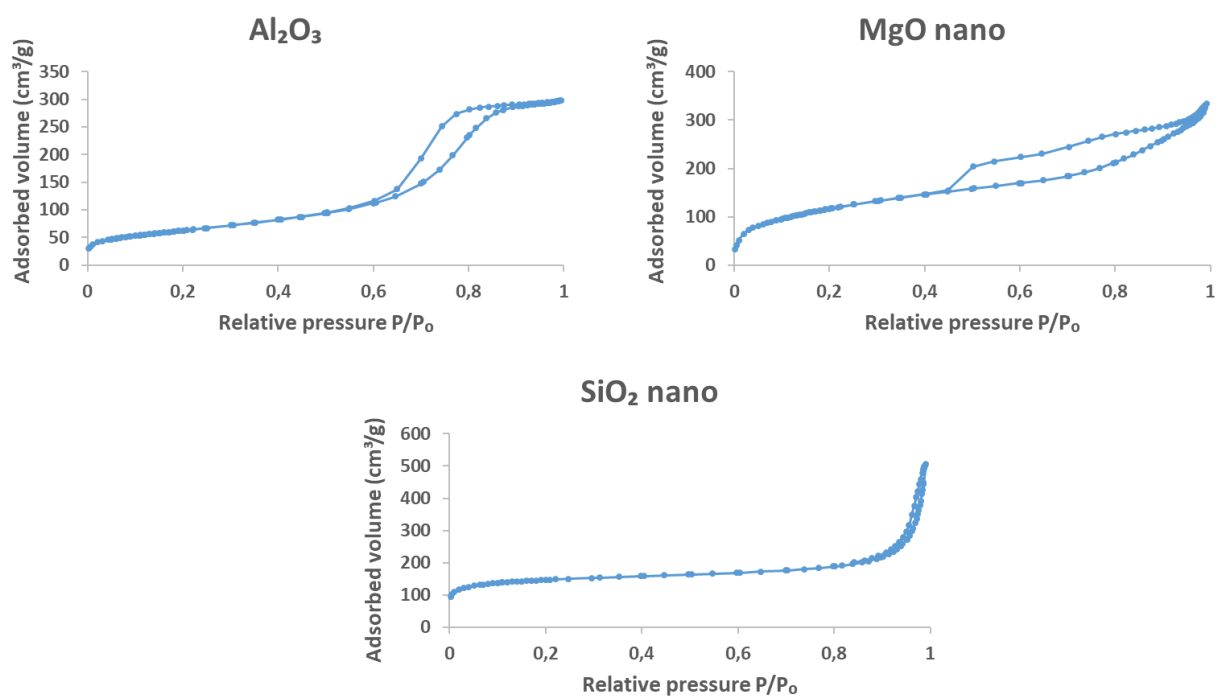 Al₂O₃
Adsorbed volume (cm³/g)
350
300
250
200
150
100
50
0
0 0,2 0,4 0,6 0,8 1
Relative pressure P/P₀
MgO nano
Adsorbed volume (cm³/g)
400
300
200
100
0
0 0,2 0,4 0,6 0,8 1
Relative pressure P/P₀
SiO₂ nano
Adsorbed volume (cm³/g)
600
500
400
300
200
100
0
0 0,2 0,4 0,6 0,8 1
Relative pressure P/P₀